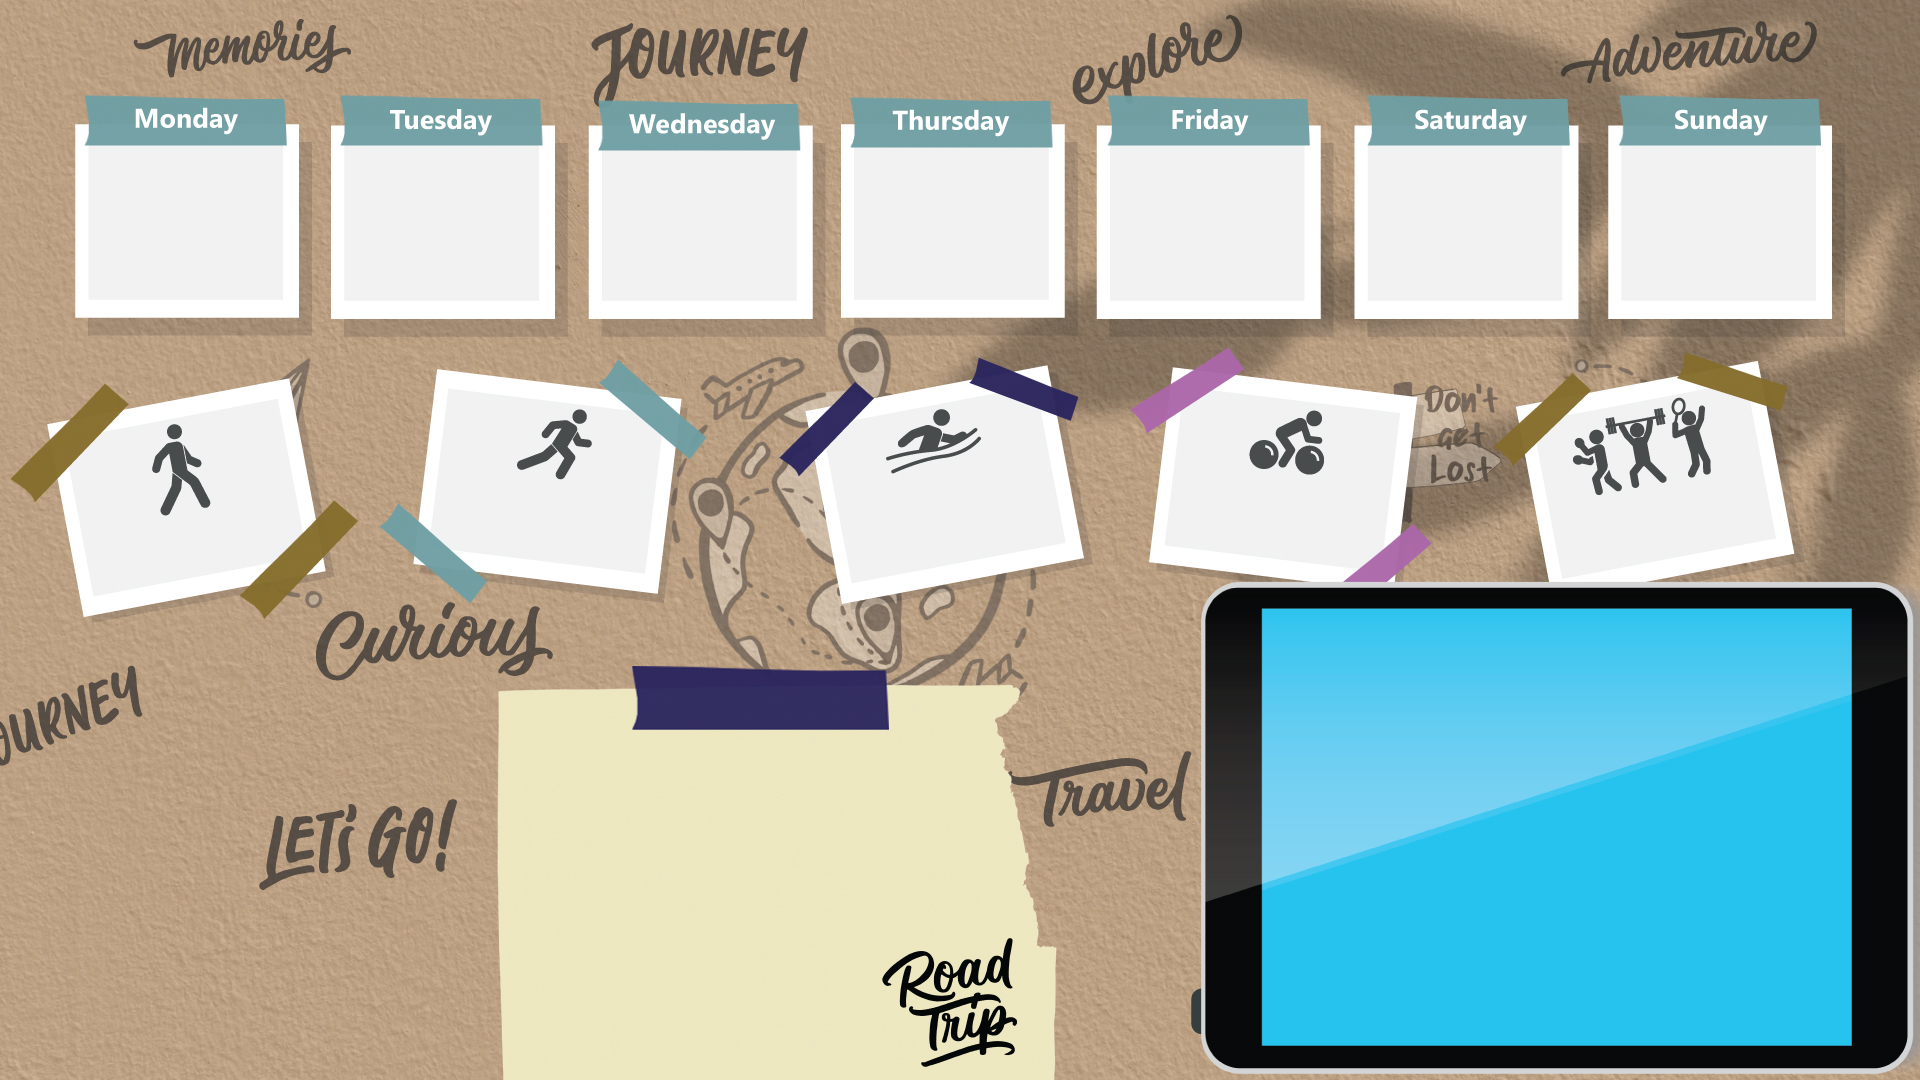 Memories
JOURNEY
explore
Adventure
Monday
Tuesday
Wednesday
Thursday
Friday
Saturday
Sunday
Don't
get
Lost
Curious
OURNEY
LET'S GO!
Travel
Road
Trip